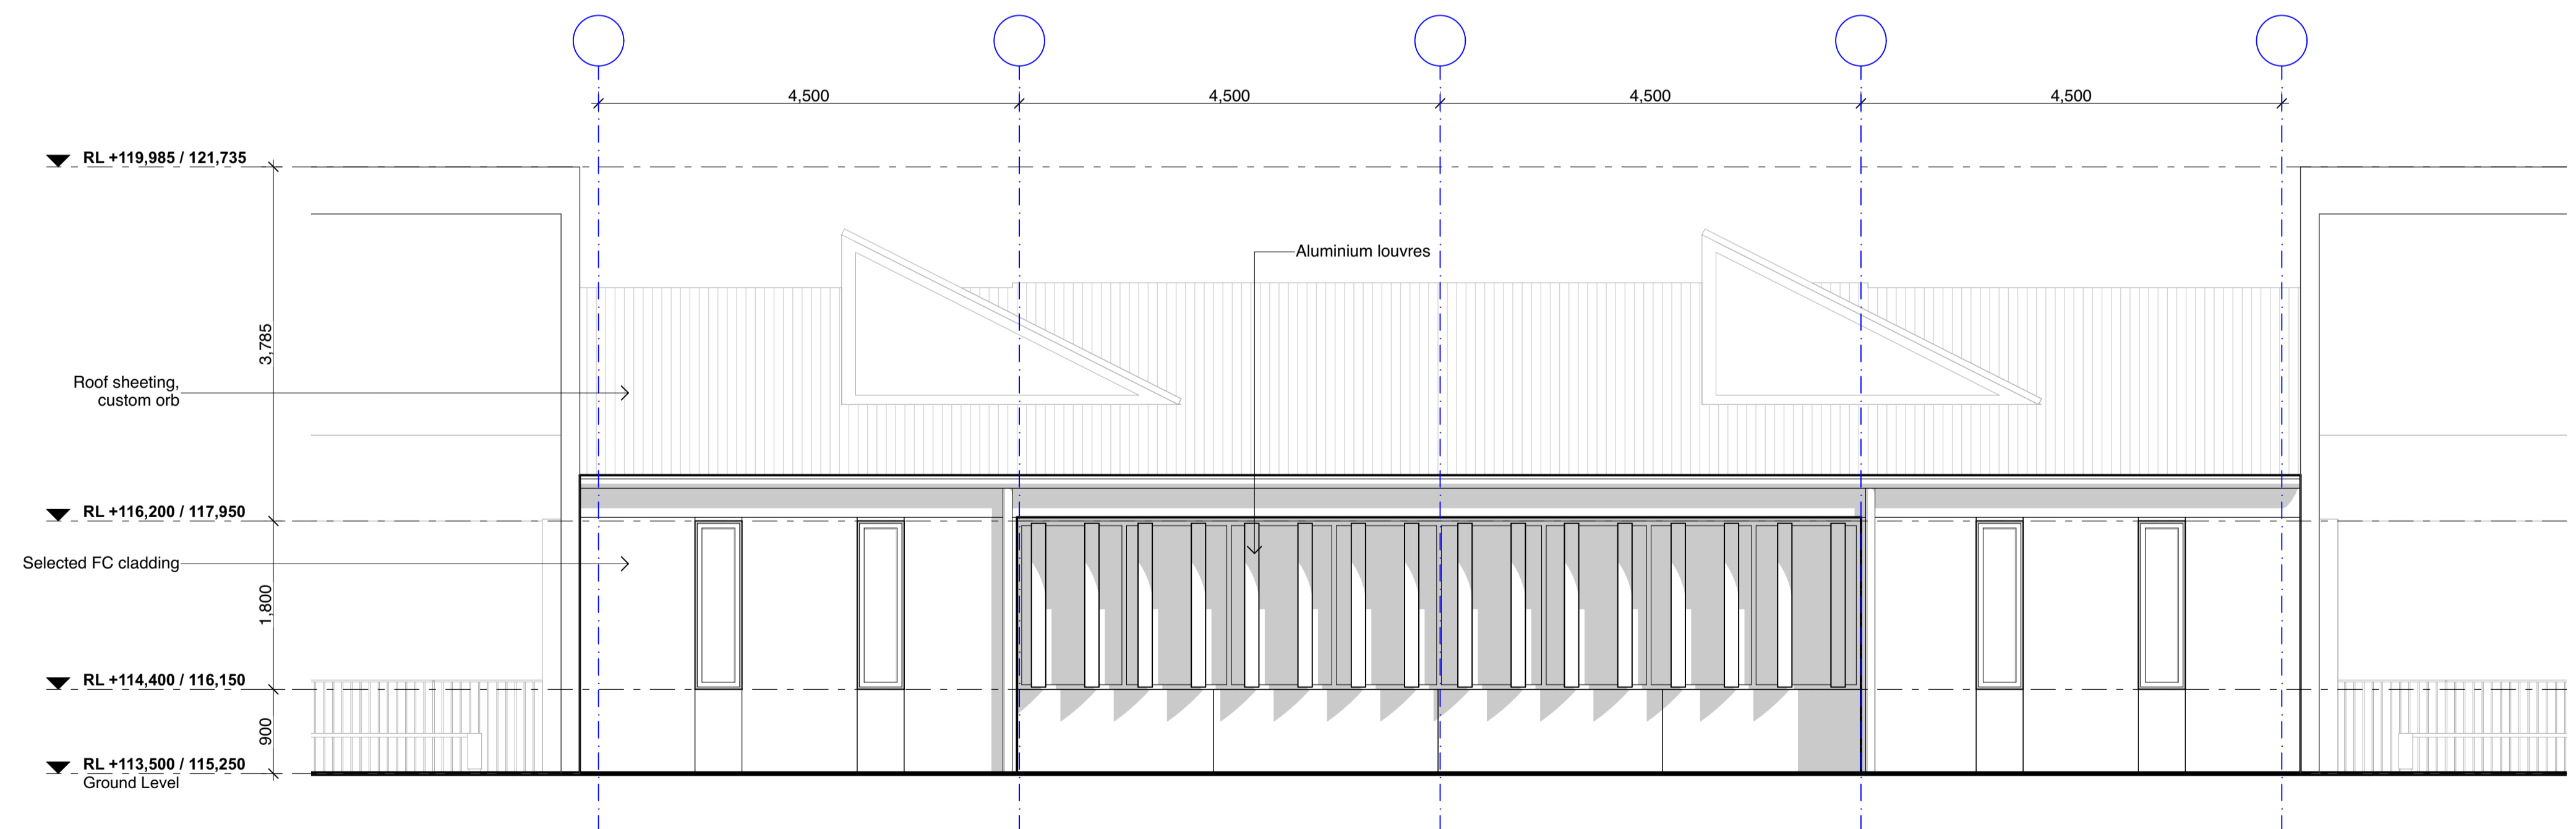 4,500
4,500
4,500
4,500
RL +119,985 / 121,735
Aluminium louvres
3,785
Roof sheeting,
custom orb
RL +116,200 / 117,950
Selected FC cladding
1,800
RL +114,400 / 116,150
900
RL +113,500 / 115,250
Ground Level